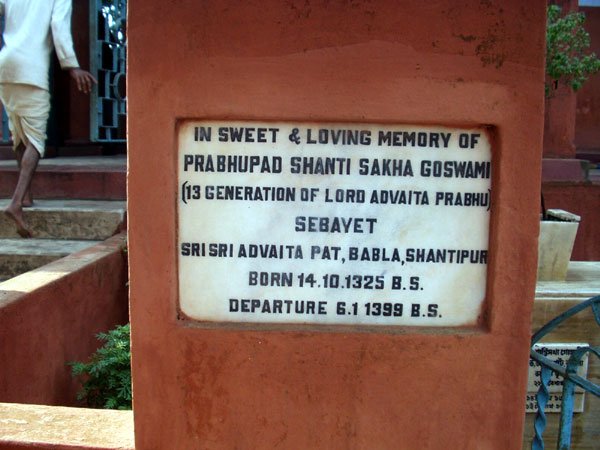 IN SWEET & LOVING MEMORY OF
PRABHUPAD SHANTI SAKHA GOSWAMI
(13 GENERATION OF LORD ADVAITA PRABHU)
SEBAYET
SRI SRI ADVAITA PAT, BABLA, SHANTIPUR
BORN 14.10.1325 B.S.
DEPARTURE 6.1 1399 B.S.